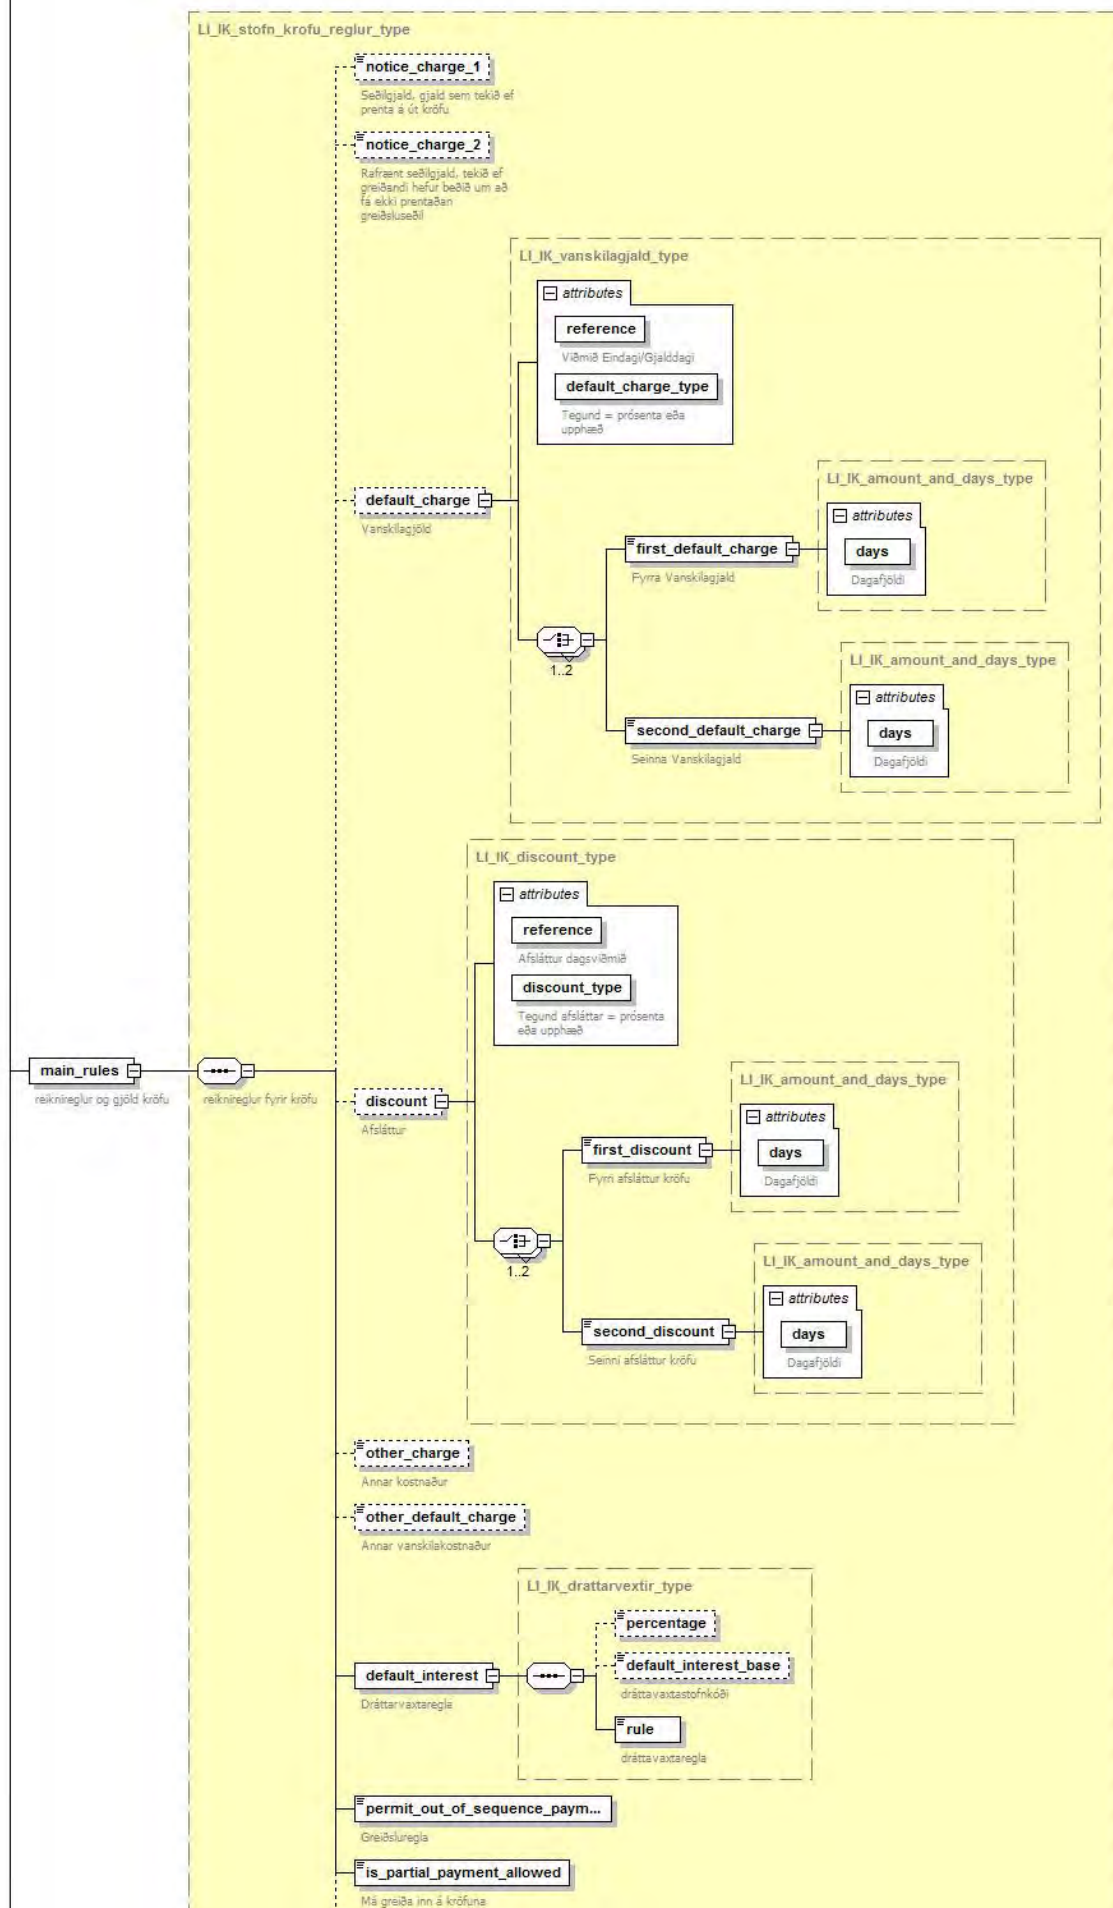 LI_IK_stofn_krofu_reglur_type
notice_charge_1
Seðilgjald, gjald sem tekið ef
prenta á út kröfu
notice_charge_2
Rafrænt seðilgjald, tekið ef
greiðandi hefur beðið um að
fá ekki prentaðan
greiðsluseðil
LI_IK_vanskilagjald_type
attributes
reference
Viðmið Eindagi/Gjalddagi
default_charge_type
Tegund = prósenta eða
upphæð
default_charge
Vanskilagjöld
LI_IK_amount_and_days_type
attributes
days
Dagafjöldi
first_default_charge
Fyrra Vanskilagjald
1..2
LI_IK_amount_and_days_type
attributes
days
Dagafjöldi
second_default_charge
Seinna Vanskilagjald
LI_IK_discount_type
attributes
reference
Afsláttur dagsviðmið
discount_type
Tegund afsláttar = prósenta
eða upphæð
main_rules
reiknireglur og gjöld kröfu
reiknireglur fyrir kröfu
discount
Afsláttur
LI_IK_amount_and_days_type
attributes
days
Dagafjöldi
first_discount
Fyrri afsláttur kröfu
1..2
LI_IK_amount_and_days_type
attributes
days
Dagafjöldi
second_discount
Seinni afsláttur kröfu
other_charge
Annar kostnaður
other_default_charge
Annar vanskilakostnaður
LI_IK_drattarvextir_type
percentage
default_interest_base
dráttavaxtastofnkóði
default_interest
Dráttarvaxtaregla
rule
dráttavaxtaregla
permit_out_of_sequence_paym...
Greiðsluregla
is_partial_payment_allowed
Má greiða inn á kröfuna